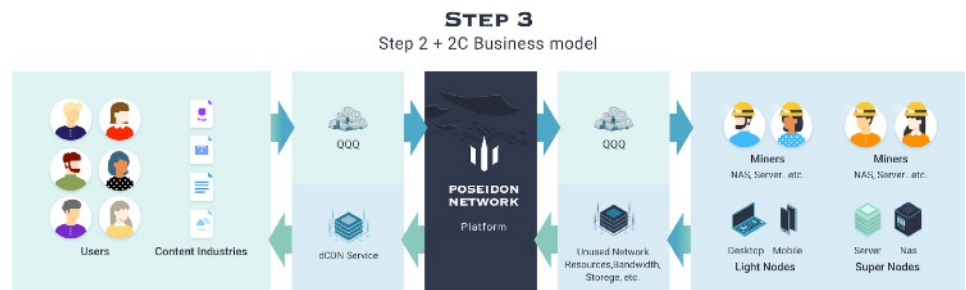 STEP 3
Step 2 + 2C Business model
Users
Content Industries
QQQ
dCDN Service
POSEIDON
NETWORK
Platform
QQQ
Unused Network
Resources,Bandwidth,
Storege, etc.
Miners
NAS, Server...etc.
Miners
NAS, Server...etc.
Desktop
Mobile
Light Nodes
Server
Nas
Super Nodes